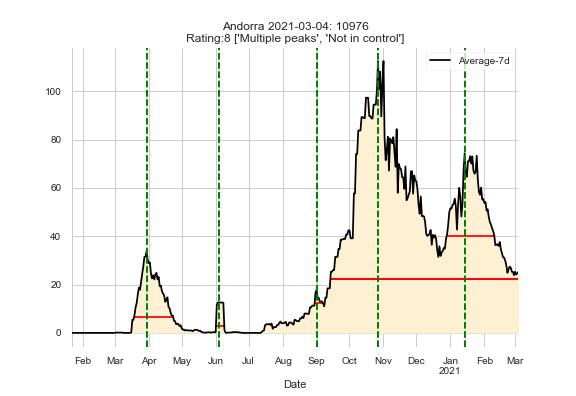 Andorra 2021-03-04: 10976
Rating:8 ['Multiple peaks', 'Not in control']
Average-7d
100
80
60
40
20
0
Feb Mar Apr May Jun Jul Aug Sep Oct Nov Dec Jan Feb Mar
2021
Date